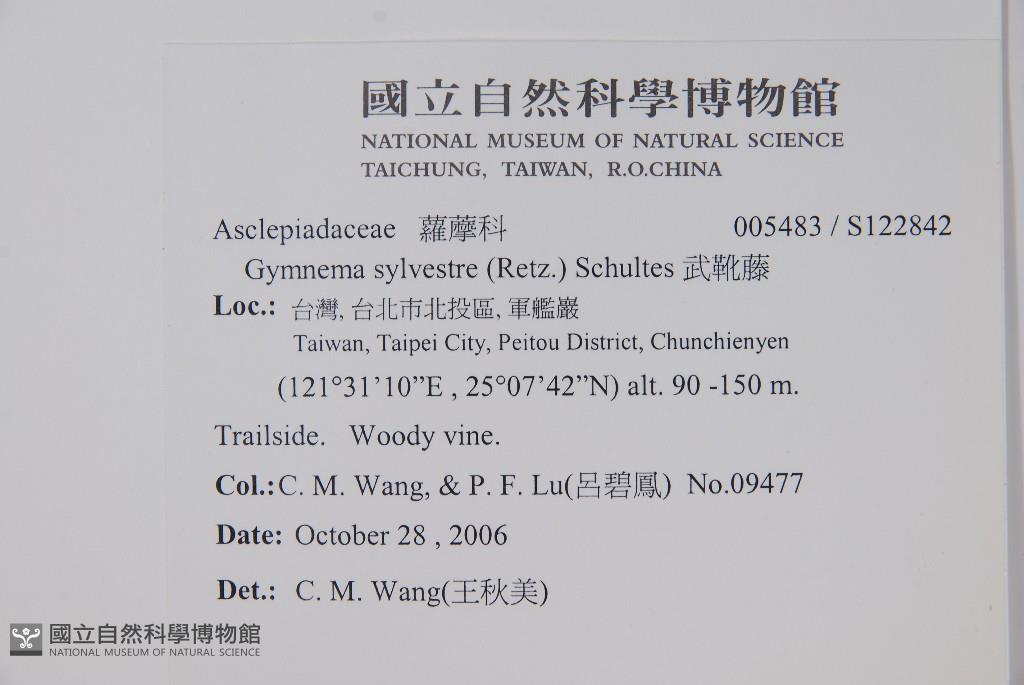 國立自然科學博物館
NATIONAL MUSEUM OF NATURAL SCIENCE
TAICHUNG, TAIWAN, R.O.CHINA
Asclepiadaceae 蘿藦科 005483 / S122842
Gymnema sylvestre (Retz.) Schultes 武靴藤
Loc.: 台灣, 台北市北投區, 軍艦巖
Taiwan, Taipei City, Peitou District, Chunchienyen
(121°31’10”E , 25°07’42”N) alt. 90 -150 m.
Trailside. Woody vine.
Col.:C. M. Wang, & P. F. Lu(呂碧鳳) No.09477
Date: October 28 , 2006
Det.: C. M. Wang(王秋美)
國立自然科學博物館
NATIONAL MUSEUM OF NATURAL SCIENCE